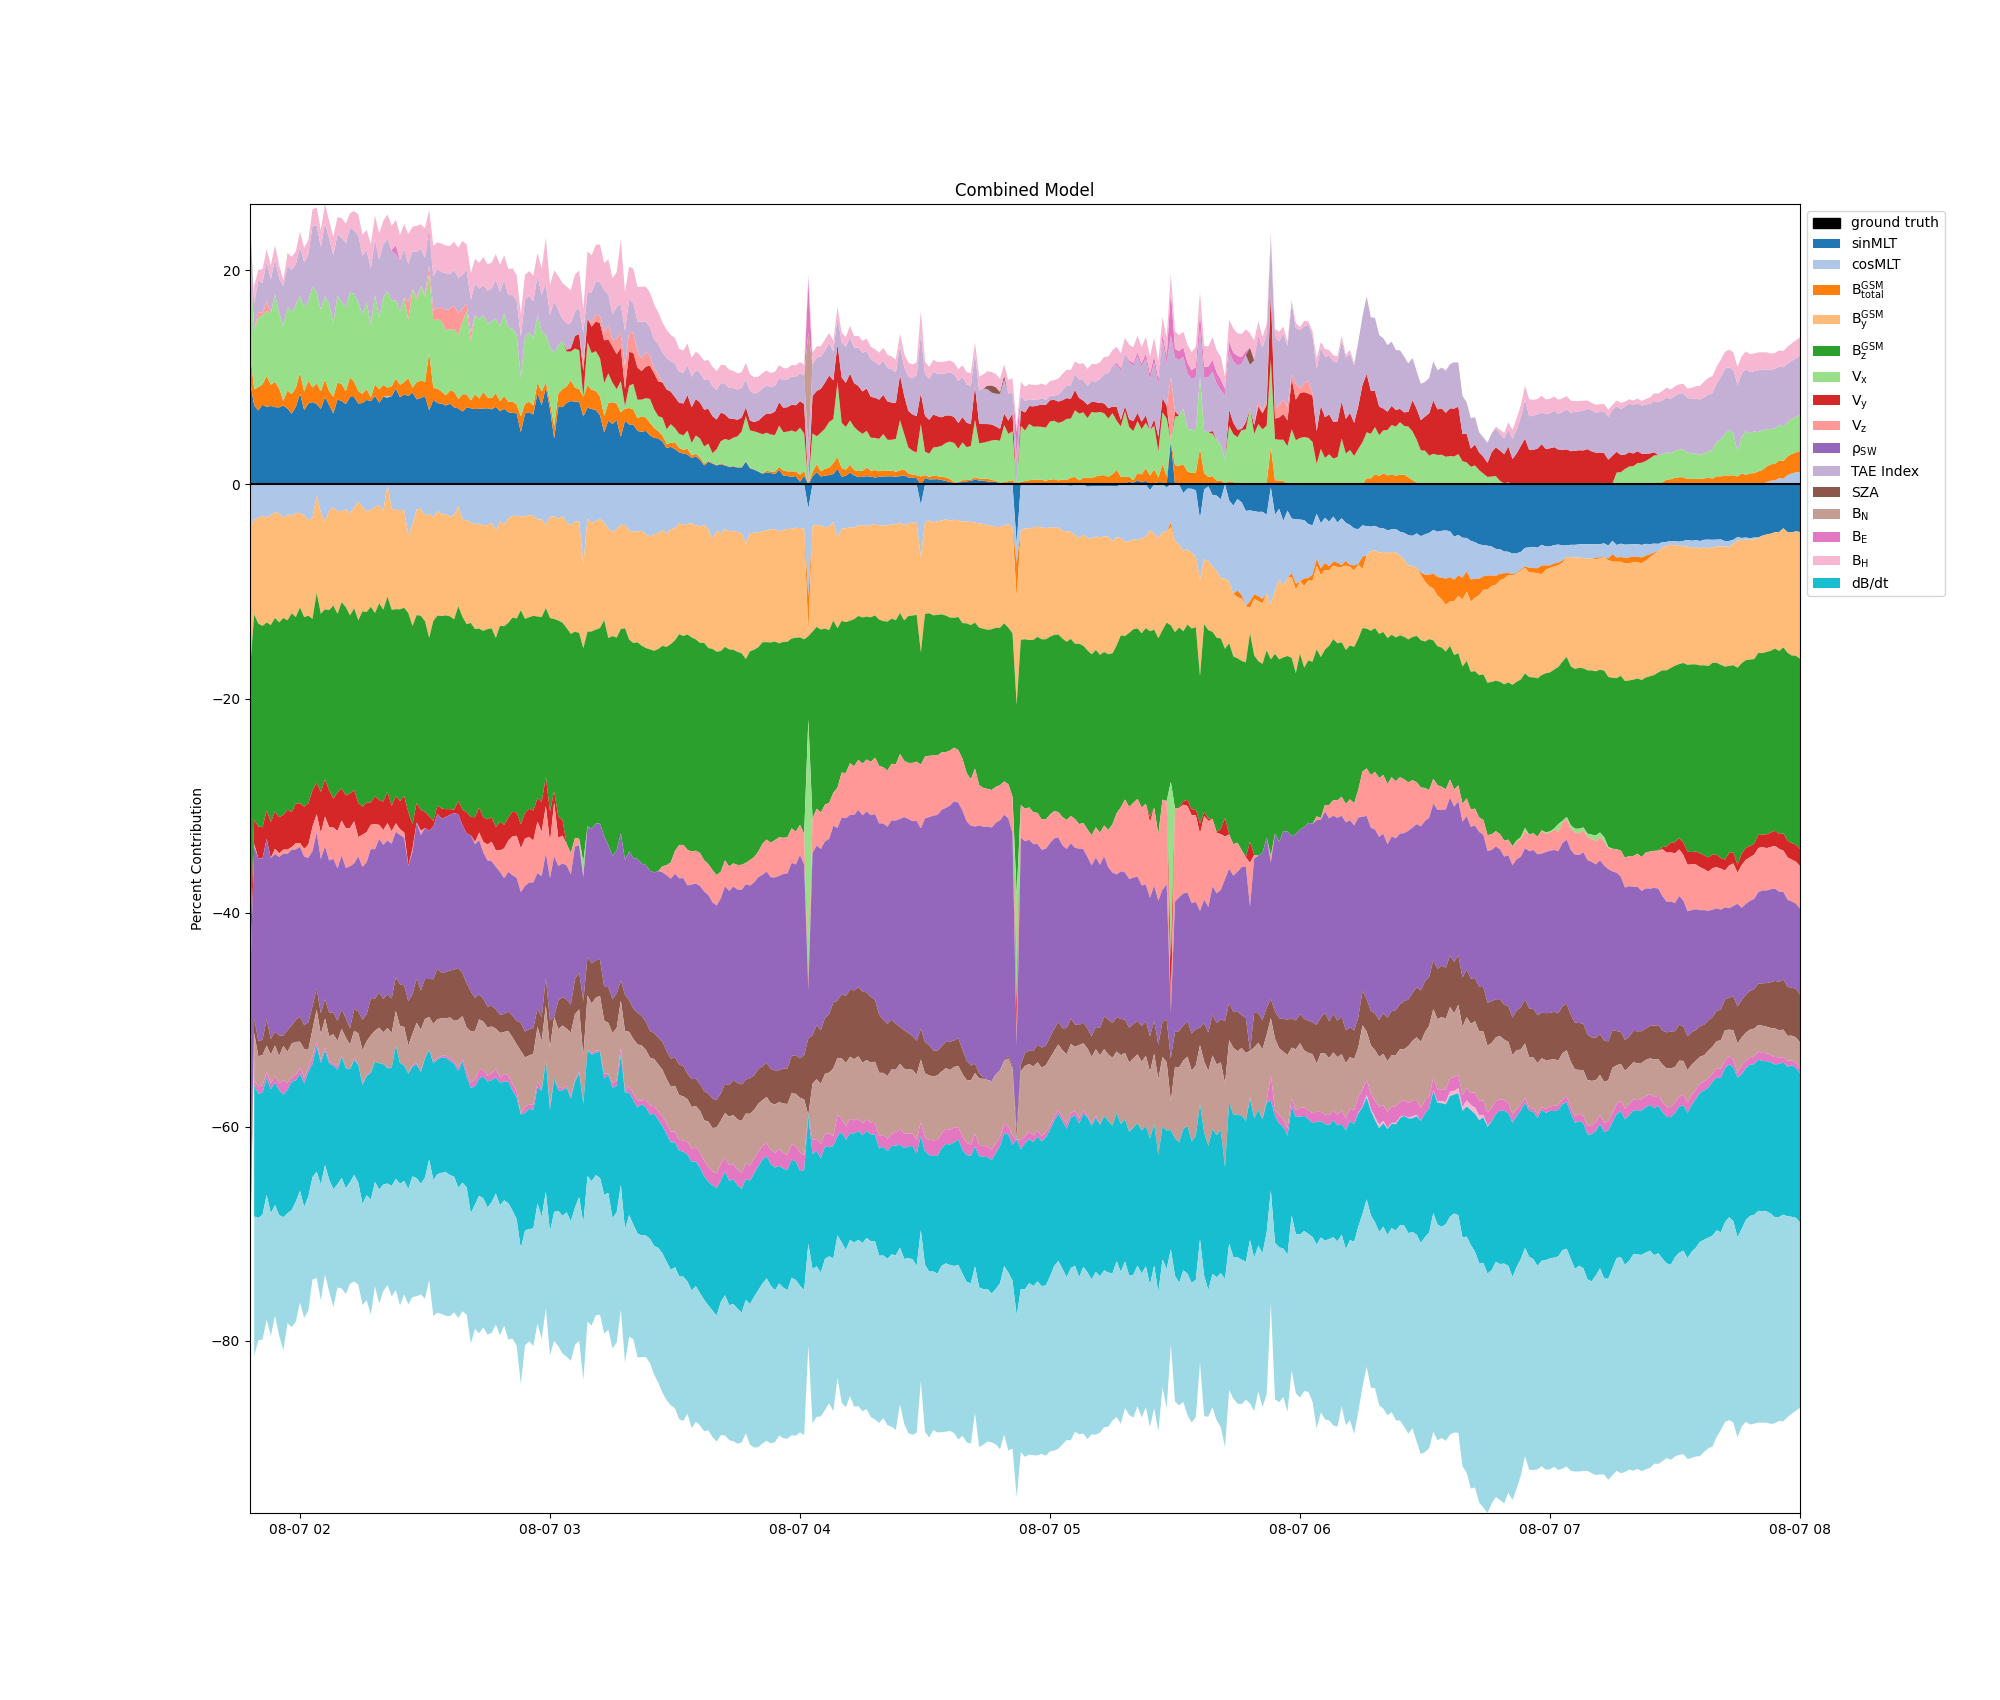 Combined Model
20
0
−20
−40
−60
−80
Percent Contribution
08-07 02
08-07 03
08-07 04
08-07 05
08-07 06
08-07 07
08-07 08
ground truth
sinMLT
cosMLT
B_total^GSM
B_y^GSM
B_z^GSM
V_x
V_y
V_z
ρ_SW
TAE Index
SZA
B_N
B_E
B_H
dB/dt